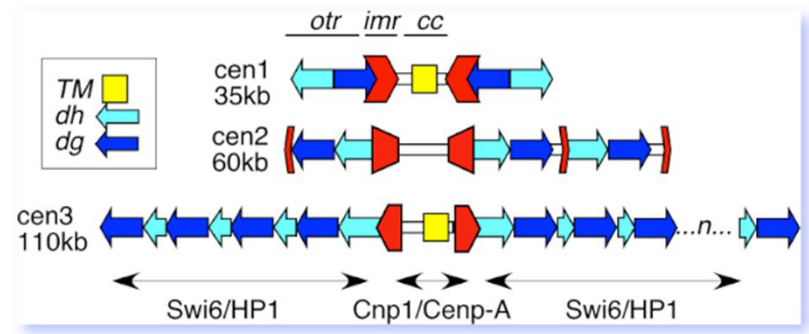 otr imr cc
cen1
35kb
TM
dh
dg
cen2
60kb
cen3
110kb
...n...
Swi6/HP1 Cnp1/Cenp-A Swi6/HP1